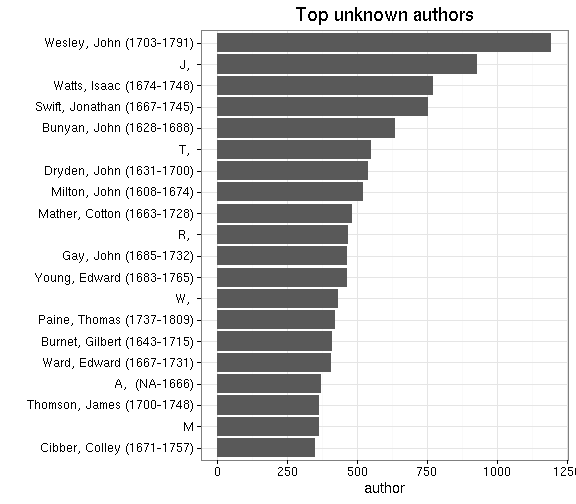 Top unknown authors
Wesley, John (1703-1791)
J,
Watts, Isaac (1674-1748)
Swift, Jonathan (1667-1745)
Bunyan, John (1628-1688)
T,
Dryden, John (1631-1700)
Milton, John (1608-1674)
Mather, Cotton (1663-1728)
R,
Gay, John (1685-1732)
Young, Edward (1683-1765)
W,
Paine, Thomas (1737-1809)
Burnet, Gilbert (1643-1715)
Ward, Edward (1667-1731)
A, (NA-1666)
Thomson, James (1700-1748)
M
Cibber, Colley (1671-1757)
0 250 500 750 1000 125
author